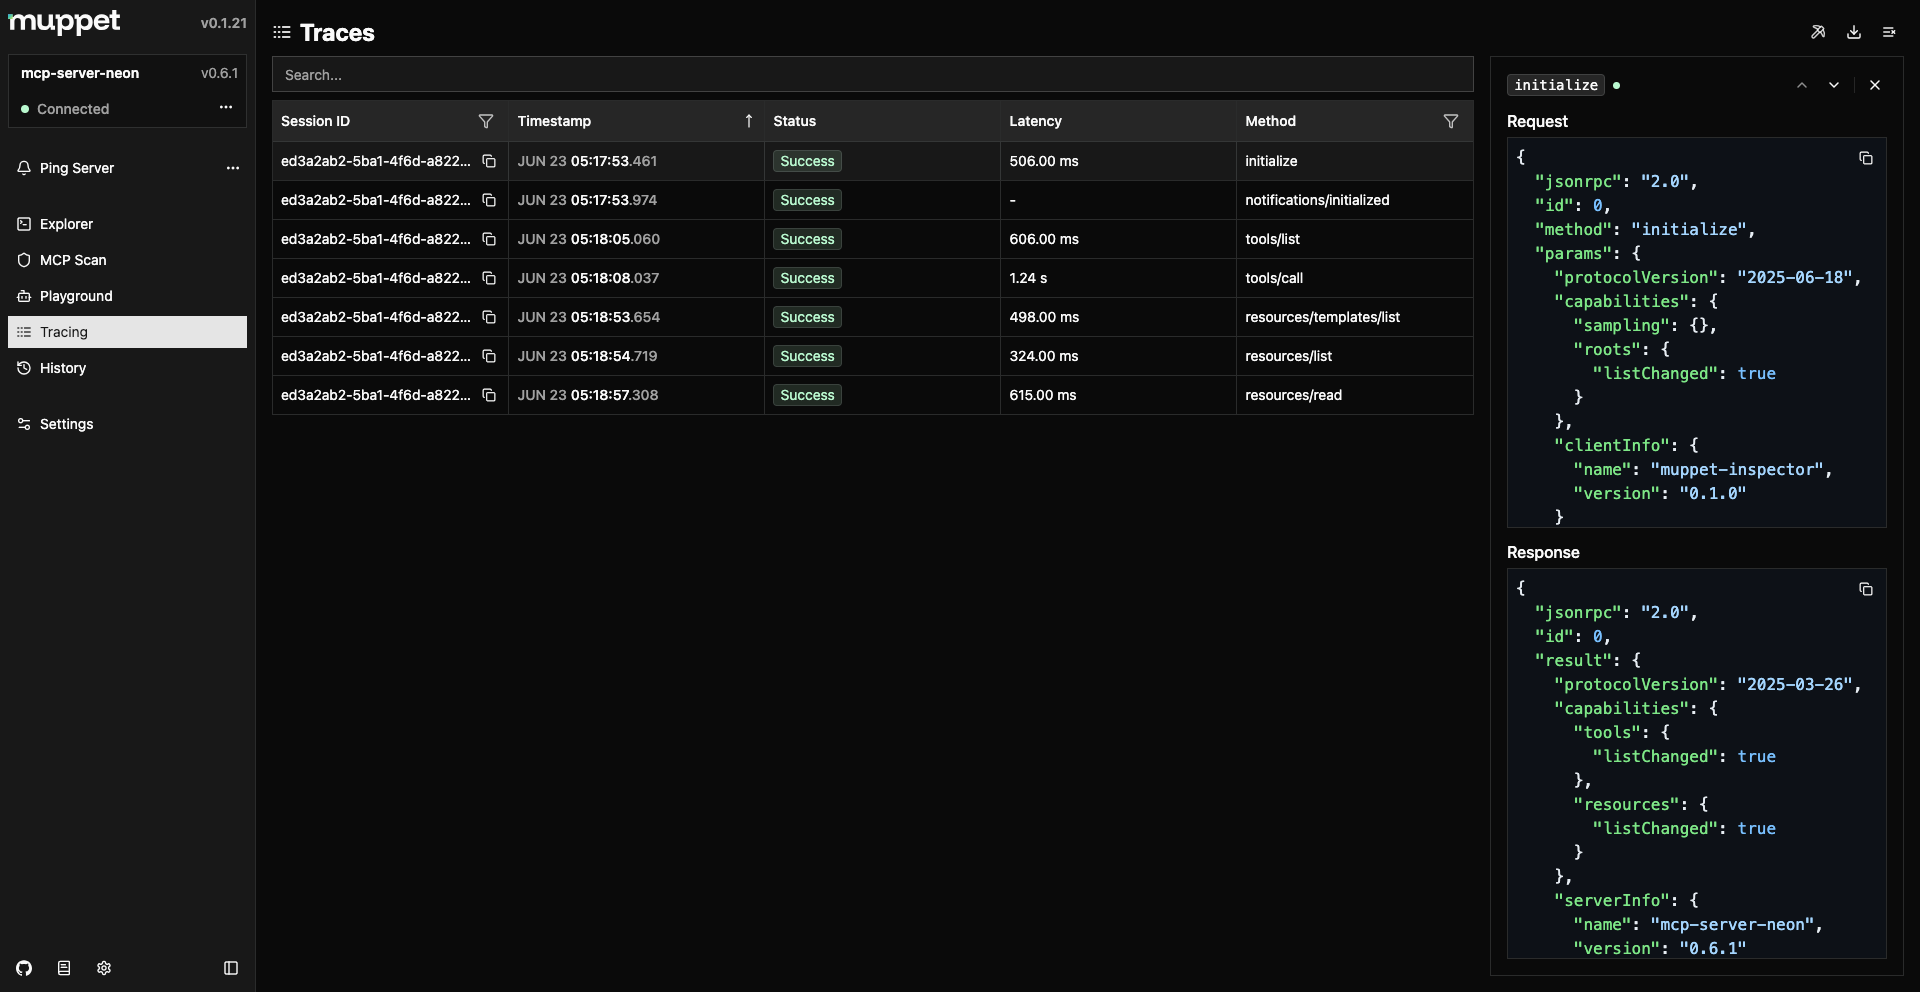 muppet v0.1.21
mcp-server-neon v0.6.1
Connected
Ping Server
Explorer
MCP Scan
Playground
Tracing
History
Settings
Traces
Search...
Session ID Timestamp Status Latency Method
ed3a2ab2-5ba1-4f6d-a822... JUN 23 05:17:53.461 Success 506.00 ms initialize
ed3a2ab2-5ba1-4f6d-a822... JUN 23 05:17:53.974 Success - notifications/initialized
ed3a2ab2-5ba1-4f6d-a822... JUN 23 05:18:05.060 Success 606.00 ms tools/list
ed3a2ab2-5ba1-4f6d-a822... JUN 23 05:18:08.037 Success 1.24 s tools/call
ed3a2ab2-5ba1-4f6d-a822... JUN 23 05:18:53.654 Success 498.00 ms resources/templates/list
ed3a2ab2-5ba1-4f6d-a822... JUN 23 05:18:54.719 Success 324.00 ms resources/list
ed3a2ab2-5ba1-4f6d-a822... JUN 23 05:18:57.308 Success 615.00 ms resources/read
initialize
Request
{
"jsonrpc": "2.0",
"id": 0,
"method": "initialize",
"params": {
"protocolVersion": "2025-06-18",
"capabilities": {
"sampling": {},
"roots": {
"listChanged": true
}
},
"clientInfo": {
"name": "muppet-inspector",
"version": "0.1.0"
}
Response
{
"jsonrpc": "2.0",
"id": 0,
"result": {
"protocolVersion": "2025-03-26",
"capabilities": {
"tools": {
"listChanged": true
},
"resources": {
"listChanged": true
}
},
"serverInfo": {
"name": "mcp-server-neon",
"version": "0.6.1"